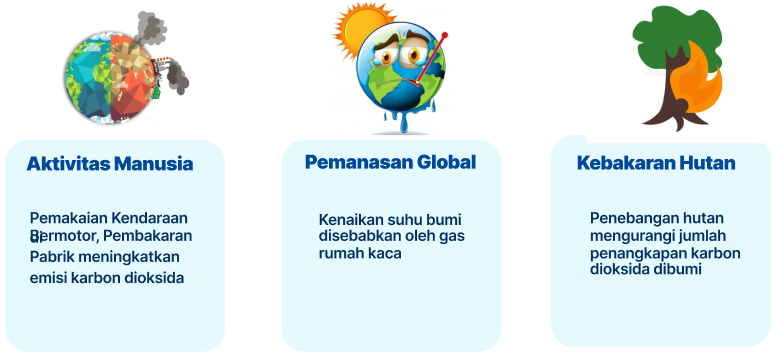 Aktivitas Manusia
Pemakaian Kendaraan
Bermotor, Pembakaran
di
Pabrik meningkatkan
emisi karbon dioksida
Pemanasan Global
Kenaikan suhu bumi
disebabkan oleh gas
rumah kaca
Kebakaran Hutan
Penebangan hutan
mengurangi jumlah
penangkapan karbon
dioksida dibumi